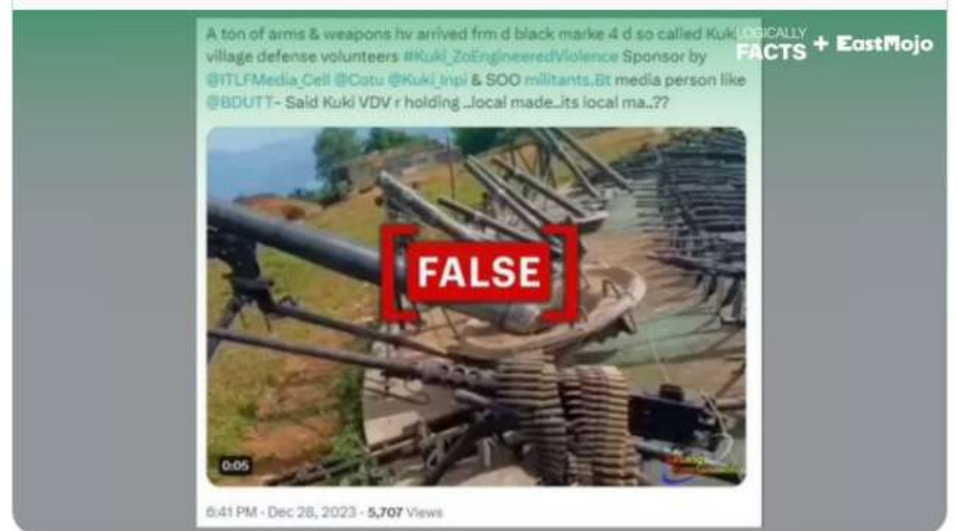 A ton of arms & weapons hv arrived frm d black marke 4 d so called Kuki
village defense volunteers #Kuki_ZoEngineeredViolence Sponsor by
@ITLFMedia_Cell @Cotu @Kuki_Inpi & SOO militants,Bt media person like
@BDUTT- Said Kuki VDV r holding ..local made..its local ma..??
LOGICALLY
FACTS + EastMojo
[FALSE]
0:05
6:41 PM - Dec 28, 2023 - 5,707 Views